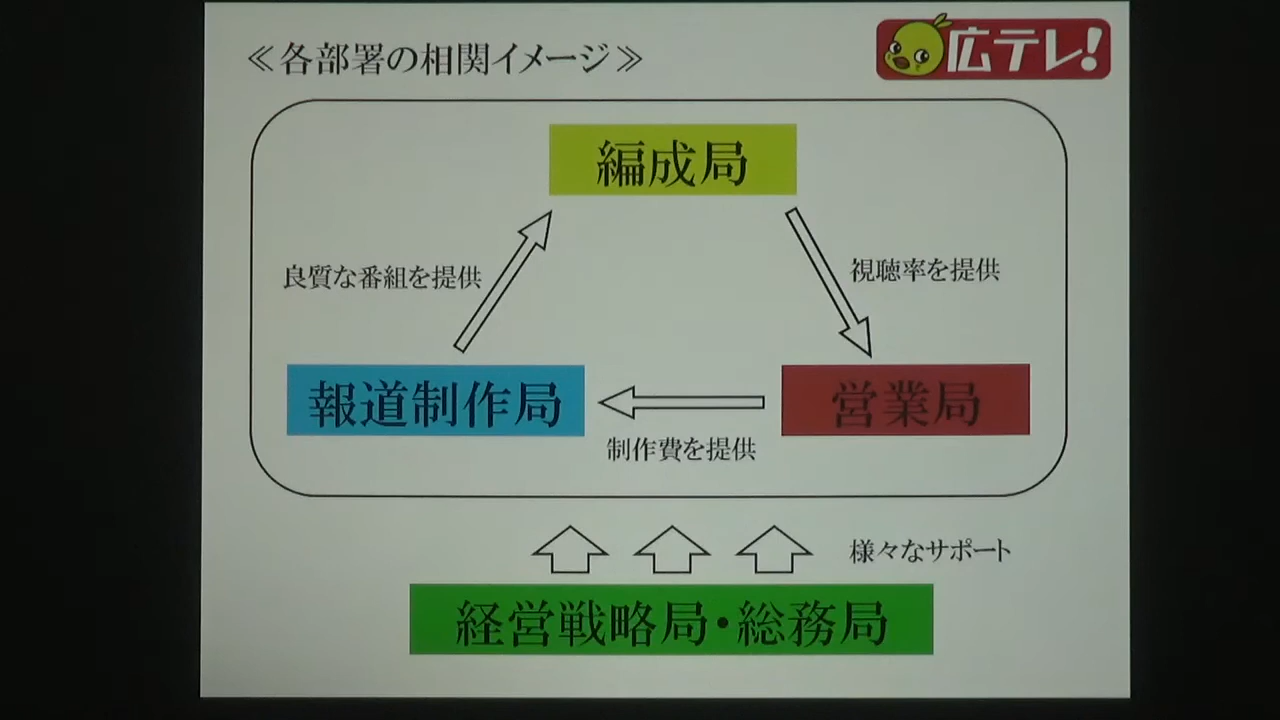 ≪各部署の相関イメージ≫
広テレ!
編成局
良質な番組を提供
視聴率を提供
報道制作局
営業局
制作費を提供
様々なサポート
経営戦略局・総務局